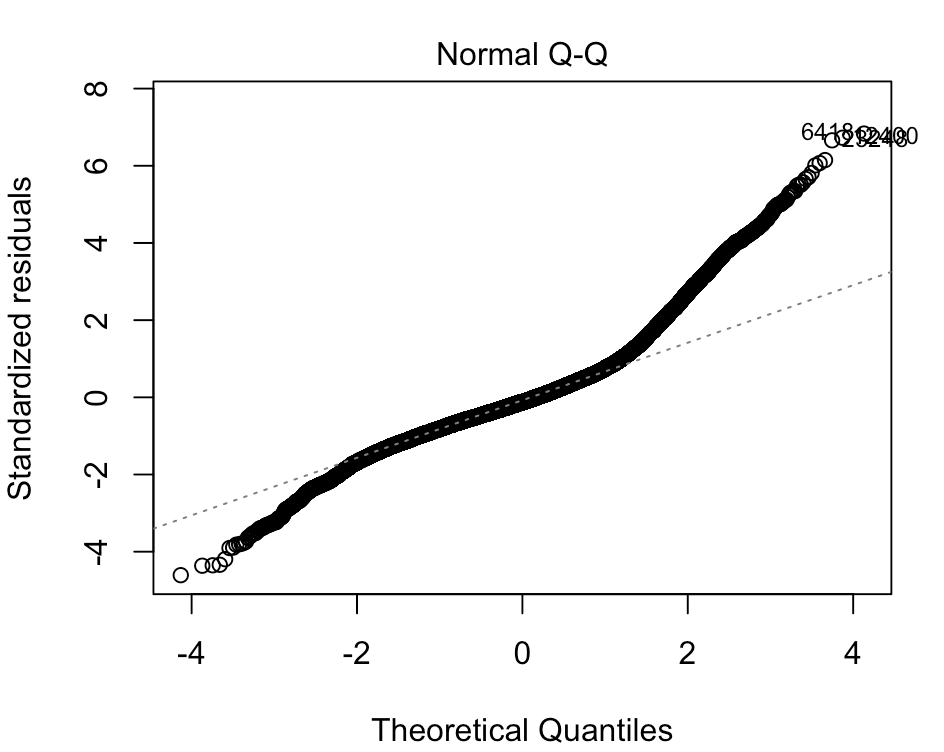 Normal Q-Q
8
6
4
2
0
-2
-4
-4 -2 0 2 4
Standardized residuals
Theoretical Quantiles